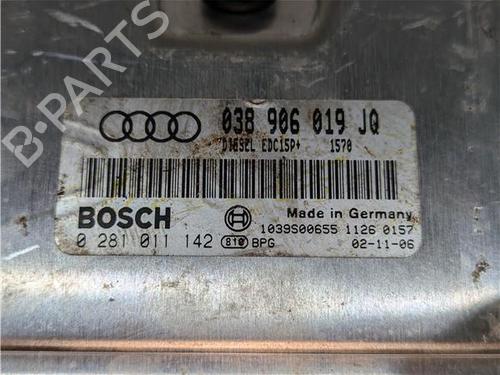 038 906 019 JQ
DIESEL EDC15P+ 1570
BOSCH
Made in Germany
0 281 011 142 810 BPG
1039S00655 1126 0157
02-11-06
B-PARTS